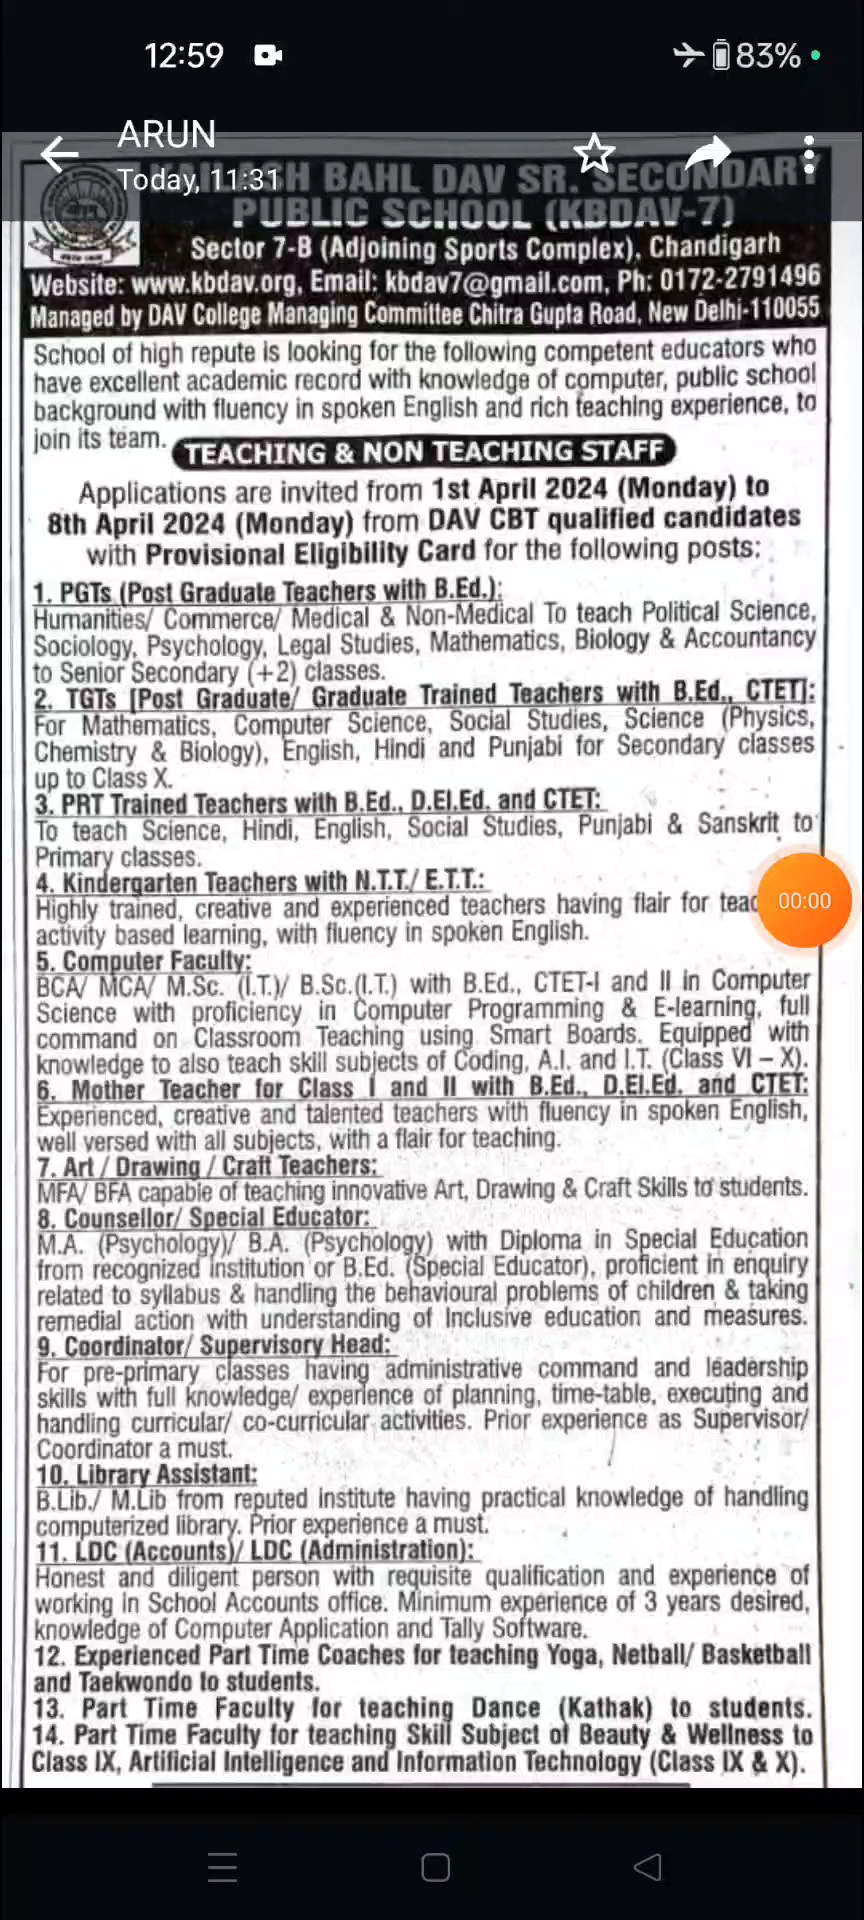 12:59
83%
ARUN
Today, 11:31
KAILASH BAHL DAV SR. SECONDARY
PUBLIC SCHOOL (KBDAV-7)
Sector 7-B (Adjoining Sports Complex), Chandigarh
Website: www.kbdav.org, Email: kbdav7@gmail.com, Ph: 0172-2791496
Managed by DAV College Managing Committee Chitra Gupta Road, New Delhi-110055
School of high repute is looking for the following competent educators who
have excellent academic record with knowledge of computer, public school
background with fluency in spoken English and rich teaching experience, to
join its team.
TEACHING & NON TEACHING STAFF
Applications are invited from 1st April 2024 (Monday) to
8th April 2024 (Monday) from DAV CBT qualified candidates
with Provisional Eligibility Card for the following posts:
1. PGTs (Post Graduate Teachers with B.Ed.):
Humanities/ Commerce/ Medical & Non-Medical To teach Political Science,
Sociology, Psychology, Legal Studies, Mathematics, Biology & Accountancy
to Senior Secondary (+2) classes.
2. TGTs [Post Graduate/ Graduate Trained Teachers with B.Ed., CTET]:
For Mathematics, Computer Science, Social Studies, Science (Physics,
Chemistry & Biology), English, Hindi and Punjabi for Secondary classes
up to Class X.
3. PRT Trained Teachers with B.Ed., D.El.Ed. and CTET:
To teach Science, Hindi, English, Social Studies, Punjabi & Sanskrit to
Primary classes.
4. Kindergarten Teachers with N.T.T./ E.T.T.:
Highly trained, creative and experienced teachers having flair for teac
00:00
activity based learning, with fluency in spoken English.
5. Computer Faculty:
BCA/ MCA/ M.Sc. (I.T.)/ B.Sc.(I.T.) with B.Ed., CTET-I and II in Computer
Science with proficiency in Computer Programming & E-learning, full
command on Classroom Teaching using Smart Boards. Equipped with
knowledge to also teach skill subjects of Coding, A.I. and I.T. (Class VI – X).
6. Mother Teacher for Class I and II with B.Ed., D.El.Ed. and CTET:
Experienced, creative and talented teachers with fluency in spoken English,
well versed with all subjects, with a flair for teaching.
7. Art / Drawing / Craft Teachers:
MFA/ BFA capable of teaching innovative Art, Drawing & Craft Skills to students.
8. Counsellor/ Special Educator:
M.A. (Psychology)/ B.A. (Psychology) with Diploma in Special Education
from recognized institution or B.Ed. (Special Educator), proficient in enquiry
related to syllabus & handling the behavioural problems of children & taking
remedial action with understanding of Inclusive education and measures.
9. Coordinator/ Supervisory Head:
For pre-primary classes having administrative command and leadership
skills with full knowledge/ experience of planning, time-table, executing and
handling curricular/ co-curricular activities. Prior experience as Supervisor/
Coordinator a must.
10. Library Assistant:
B.Lib./ M.Lib from reputed institute having practical knowledge of handling
computerized library. Prior experience a must.
11. LDC (Accounts)/ LDC (Administration):
Honest and diligent person with requisite qualification and experience of
working in School Accounts office. Minimum experience of 3 years desired,
knowledge of Computer Application and Tally Software.
12. Experienced Part Time Coaches for teaching Yoga, Netball/ Basketball
and Taekwondo to students.
13. Part Time Faculty for teaching Dance (Kathak) to students.
14. Part Time Faculty for teaching Skill Subject of Beauty & Wellness to
Class IX, Artificial Intelligence and Information Technology (Class IX & X).